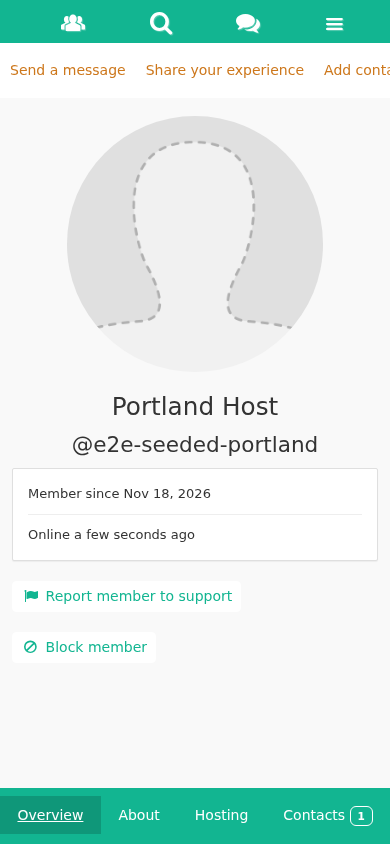 Send a message Share your experience Add conta
Portland Host
@e2e-seeded-portland
Member since Nov 18, 2026
Online a few seconds ago
Report member to support
Block member
Overview About Hosting Contacts 1